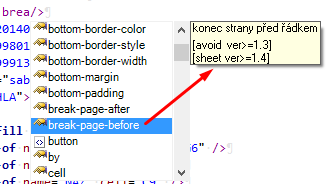 brea/>
20140
bottom-border-color
konec strany před řádkem
09801
bottom-border-style
[avoid ver>=1.3]
99813
bottom-border-width
[sheet ver>=1.4]
="sab
bottom-margin
HLA">
bottom-padding
break-page-after
Fill
break-page-before
of n
button
6" />
of n
by
of n
cell